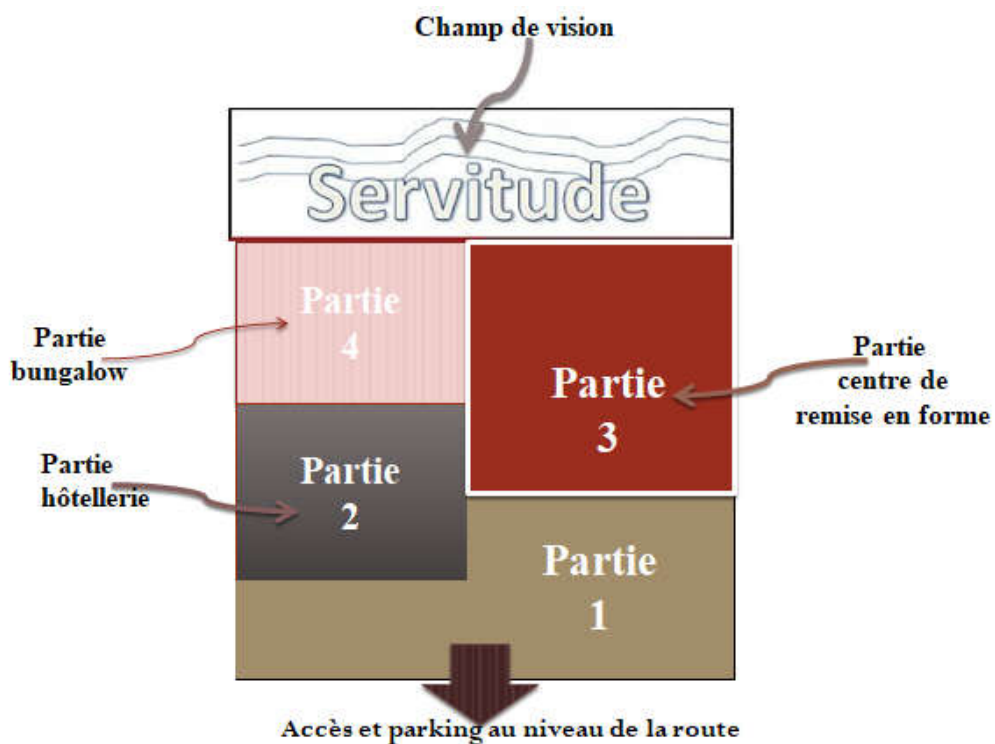 Champ de vision
Servitude
Partie
4
Partie
bungalow
Partie
3
Partie
centre de
remise en forme
Partie
hôtellerie
Partie
2
Partie
1
Accès et parking au niveau de la route